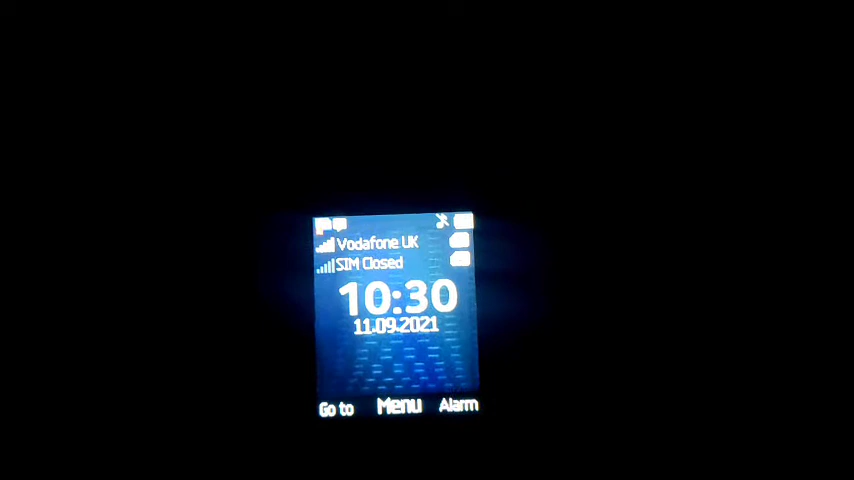 Vodafone UK
SIM Closed
10:30
11.09.2021
Go to Menu Alarm